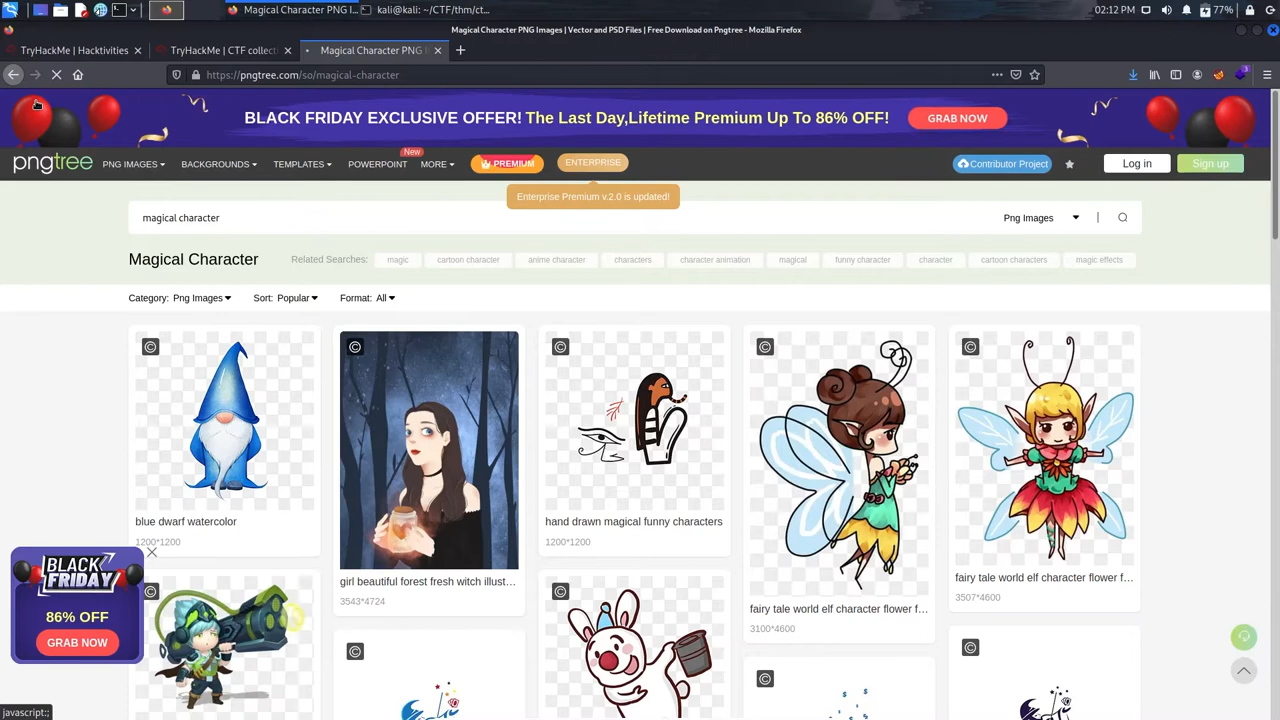 Magical Character PNG I...
kali@kali: ~/CTF/thm/ct...
02:12 PM
77%
Magical Character PNG Images | Vector and PSD Files | Free Download on Pngtree - Mozilla Firefox
TryHackMe | Hacktivities
TryHackMe | CTF collecti
Magical Character PNG I
https://pngtree.com/so/magical-character
BLACK FRIDAY EXCLUSIVE OFFER! The Last Day,Lifetime Premium Up To 86% OFF!
GRAB NOW
pngtree
PNG IMAGES
BACKGROUNDS
TEMPLATES
POWERPOINT
New
MORE
PREMIUM
ENTERPRISE
Contributor Project
Log in
Sign up
Enterprise Premium v.2.0 is updated!
magical character
Png Images
Magical Character
Related Searches:
magic
cartoon character
anime character
characters
character animation
magical
funny character
character
cartoon characters
magic effects
Category: Png Images
Sort: Popular
Format: All
blue dwarf watercolor
1200*1200
girl beautiful forest fresh witch illust...
3543*4724
hand drawn magical funny characters
1200*1200
fairy tale world elf character flower f...
3100*4600
fairy tale world elf character flower f...
3507*4600
BLACK
FRIDAY
86% OFF
GRAB NOW
javascript:;